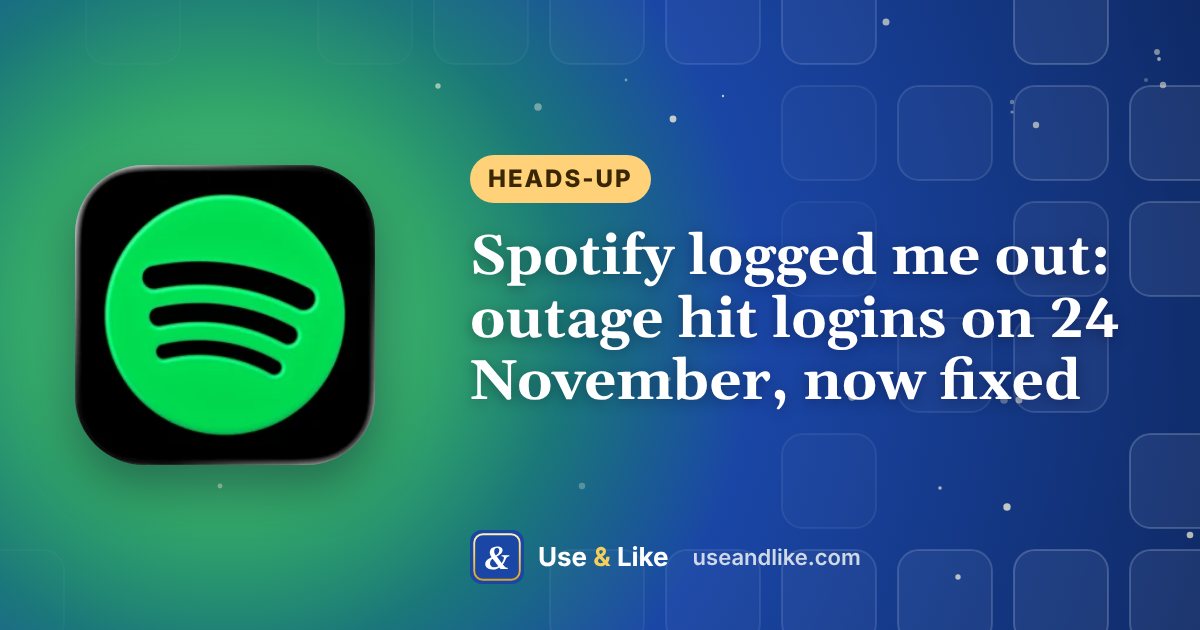 HEADS-UP
Spotify logged me out:
outage hit logins on 24
November, now fixed
& Use & Like useandlike.com